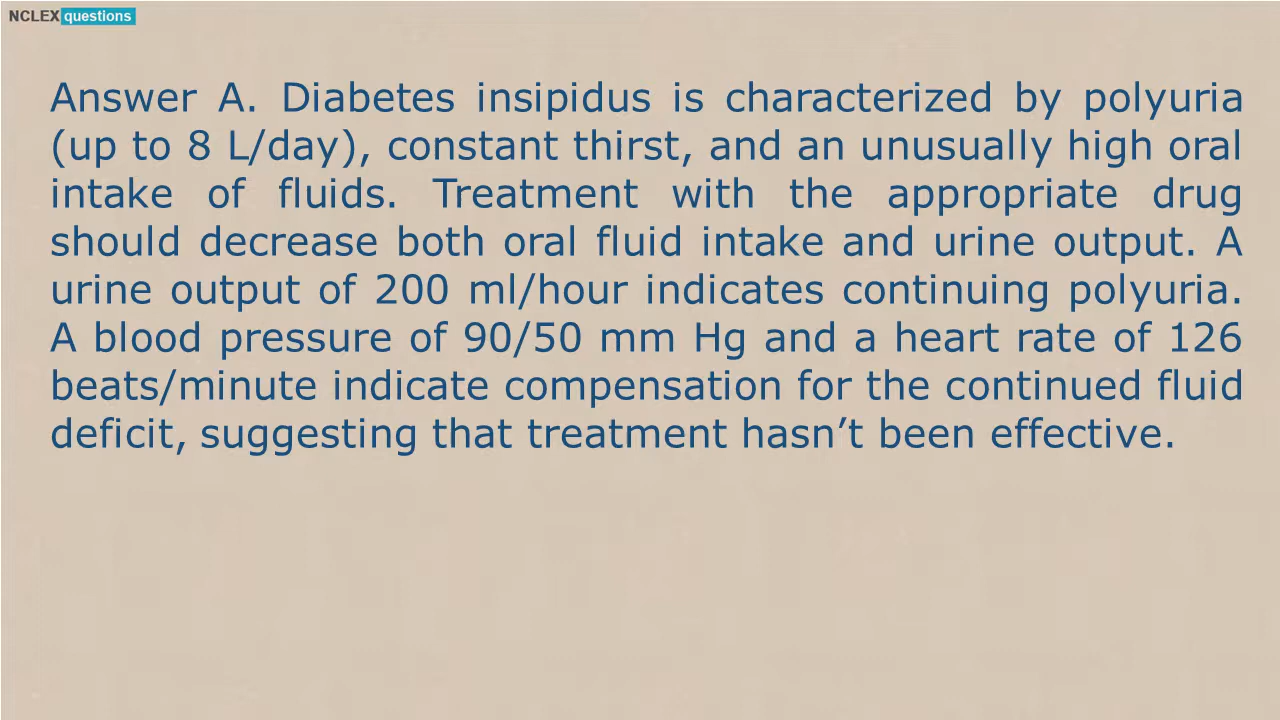 NCLEX questions
Answer A. Diabetes insipidus is characterized by polyuria
(up to 8 L/day), constant thirst, and an unusually high oral
intake of fluids. Treatment with the appropriate drug
should decrease both oral fluid intake and urine output. A
urine output of 200 ml/hour indicates continuing polyuria.
A blood pressure of 90/50 mm Hg and a heart rate of 126
beats/minute indicate compensation for the continued fluid
deficit, suggesting that treatment hasn’t been effective.